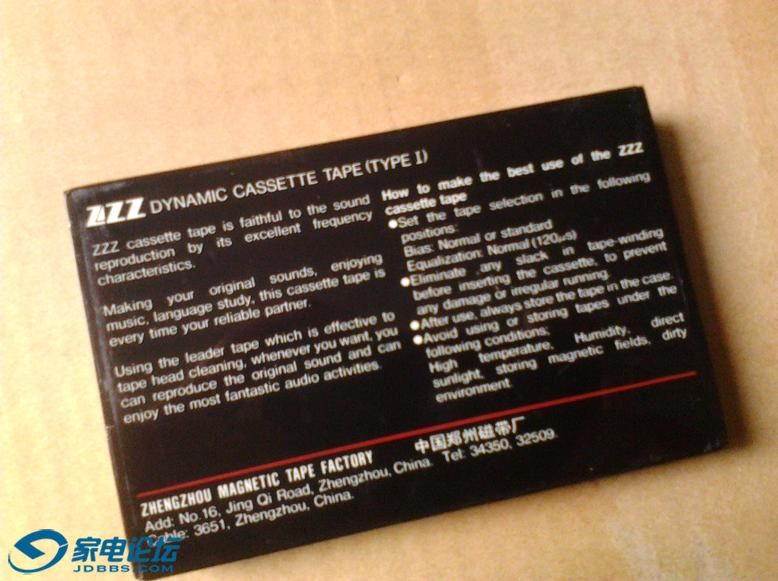 ZZZ DYNAMIC CASSETTE TAPE (TYPE I)
ZZZ cassette tape is faithful to the sound
reproduction by its excellent frequency
characteristics.
Making your original sounds, enjoying
music, language study, this cassette tape is
every time your reliable partner.
Using the leader tape which is effective to
tape head cleaning, whenever you want, you
can reproduce the original sound and can
enjoy the most fantastic audio activities.
How to make the best use of the ZZZ
cassette tape
●Set the tape selection in the following
positions:
Bias: Normal or standard
Equalization: Normal (120μs)
●Eliminate any slack in tape-winding
before inserting the cassette, to prevent
any damage or irregular running.
●After use, always store the tape in the case
●Avoid using or storing tapes under the
following conditions:
High temperature, Humidity, direct
sunlight, storing magnetic fields, dirty
environment
ZHENGZHOU MAGNETIC TAPE FACTORY 中国郑州磁带厂
Add: No.16, Jing Qi Road, Zhengzhou, China. Tel: 34350, 32509.
Cable: 3651, Zhengzhou, China.
家电论坛
JDBBS.COM